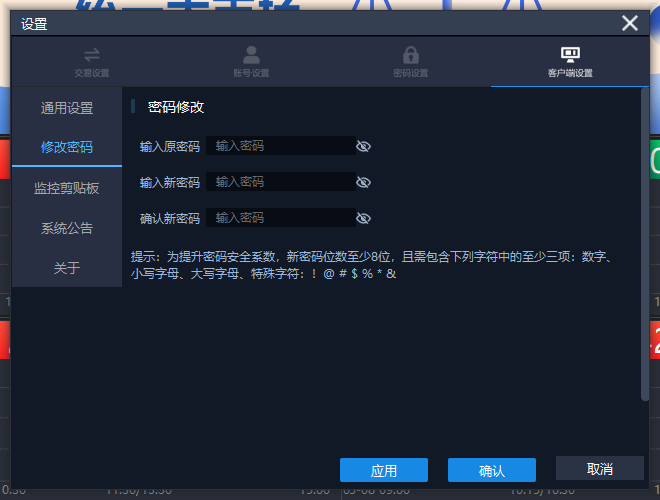 设置
交易设置
账号设置
密码设置
客户端设置
通用设置
修改密码
监控剪贴板
系统公告
关于
密码修改
输入原密码 输入密码
输入新密码 输入密码
确认新密码 输入密码
提示：为提升密码安全系数，新密码位数至少8位，且需包含下列字符中的至少三项：数字、
小写字母、大写字母、特殊字符：！@ # $ % * &
应用
确认
取消